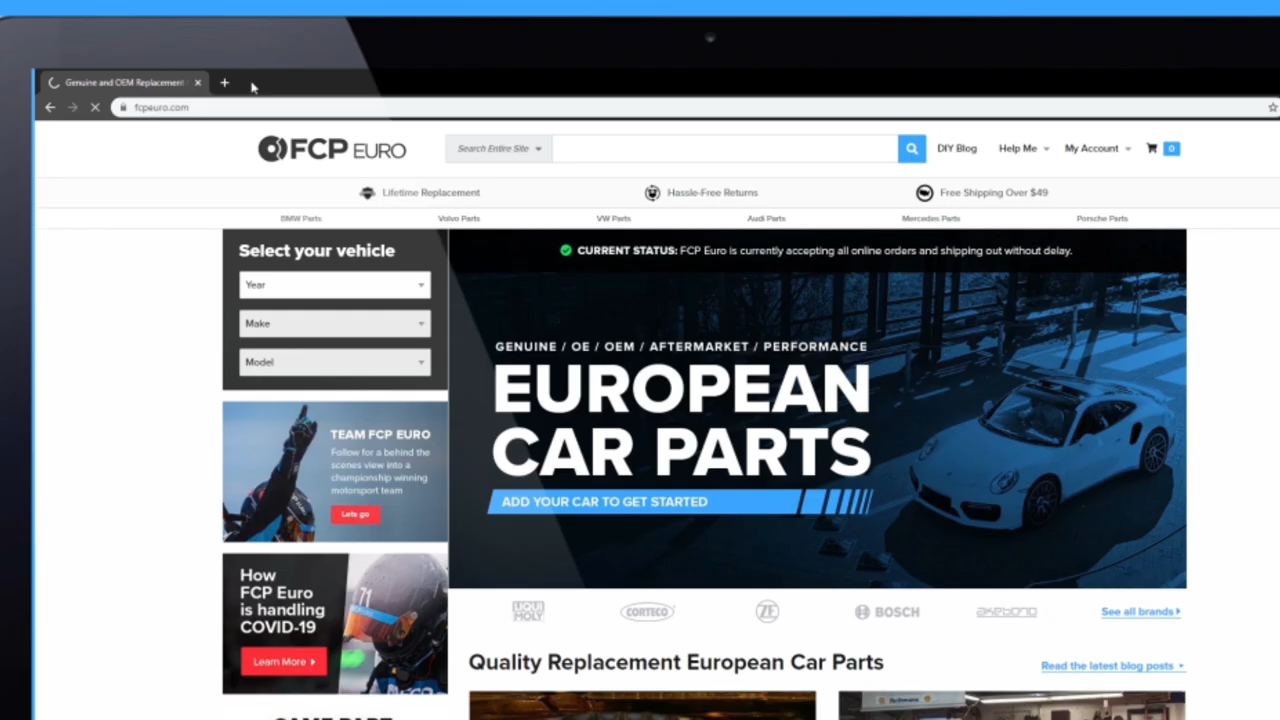 Genuine and OEM Replacement
fcpeuro.com
FCP EURO
Search Entire Site
DIY Blog
Help Me
My Account
0
Lifetime Replacement
Hassle-Free Returns
Free Shipping Over $49
BMW Parts
Volvo Parts
VW Parts
Audi Parts
Mercedes Parts
Porsche Parts
Select your vehicle
Year
Make
Model
CURRENT STATUS: FCP Euro is currently accepting all online orders and shipping out without delay.
GENUINE / OE / OEM / AFTERMARKET / PERFORMANCE
EUROPEAN
CAR PARTS
ADD YOUR CAR TO GET STARTED
TEAM FCP EURO
Follow for a behind the
scenes view into a
championship winning
motorsport team
Lets go
How
FCP Euro
is handling
COVID-19
Learn More
71
LIQUI
MOLY
CORTECO
ZF
BOSCH
akebono
See all brands
Quality Replacement European Car Parts
Read the latest blog posts